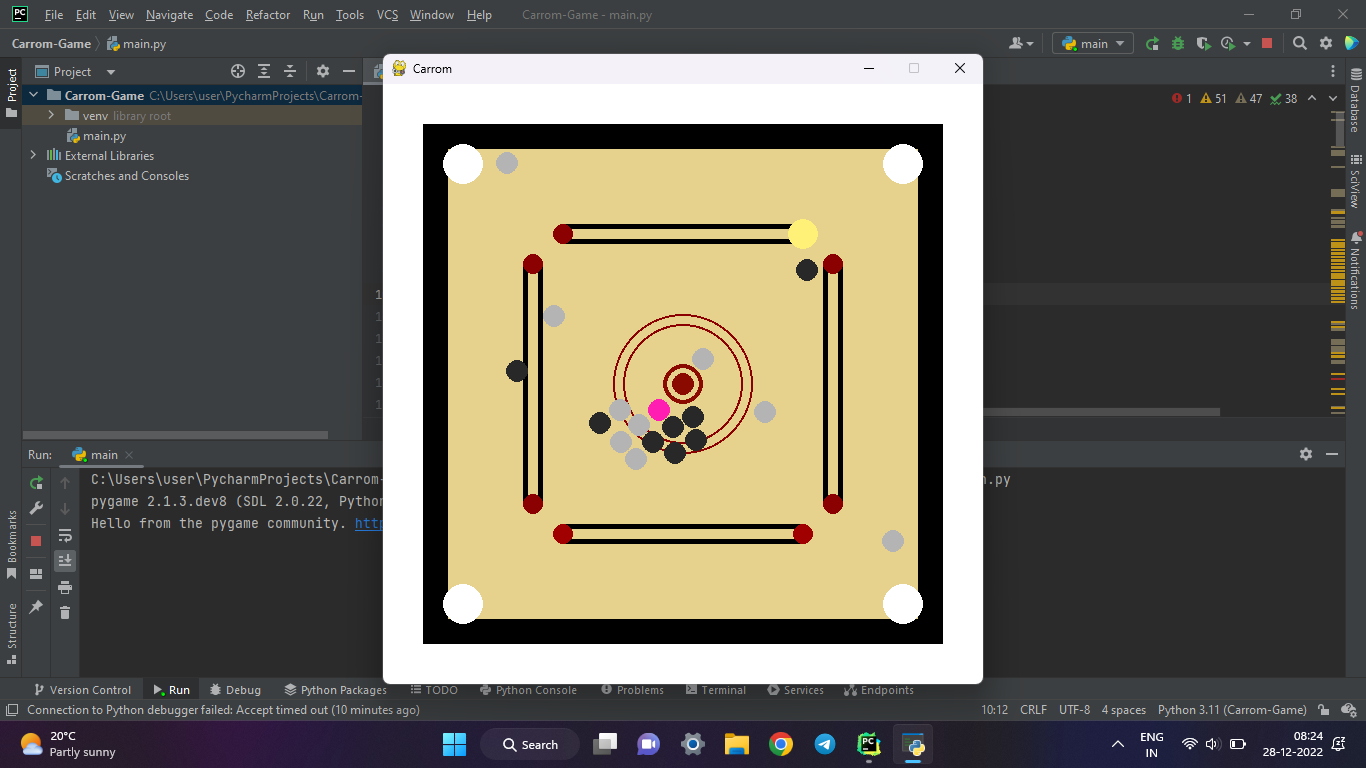 PC File Edit View Navigate Code Refactor Run Tools VCS Window Help Carrom-Game - main.py
Carrom-Game main.py main
Project
Carrom-Game C:\Users\user\PycharmProjects\Carrom-
venv library root
main.py
External Libraries
Scratches and Consoles
Project
Bookmarks
Structure
Carrom
1 51 47 38
Database
SciView
Notifications
Run: main
C:\Users\user\PycharmProjects\Carrom-
pygame 2.1.3.dev8 (SDL 2.0.22, Pytho
Hello from the pygame community. http
.py
Version Control Run Debug Python Packages TODO Python Console Problems Terminal Services Endpoints
Connection to Python debugger failed: Accept timed out (10 minutes ago) 10:12 CRLF UTF-8 4 spaces Python 3.11 (Carrom-Game)
20°C
Partly sunny
Search
ENG
IN
08:24
28-12-2022